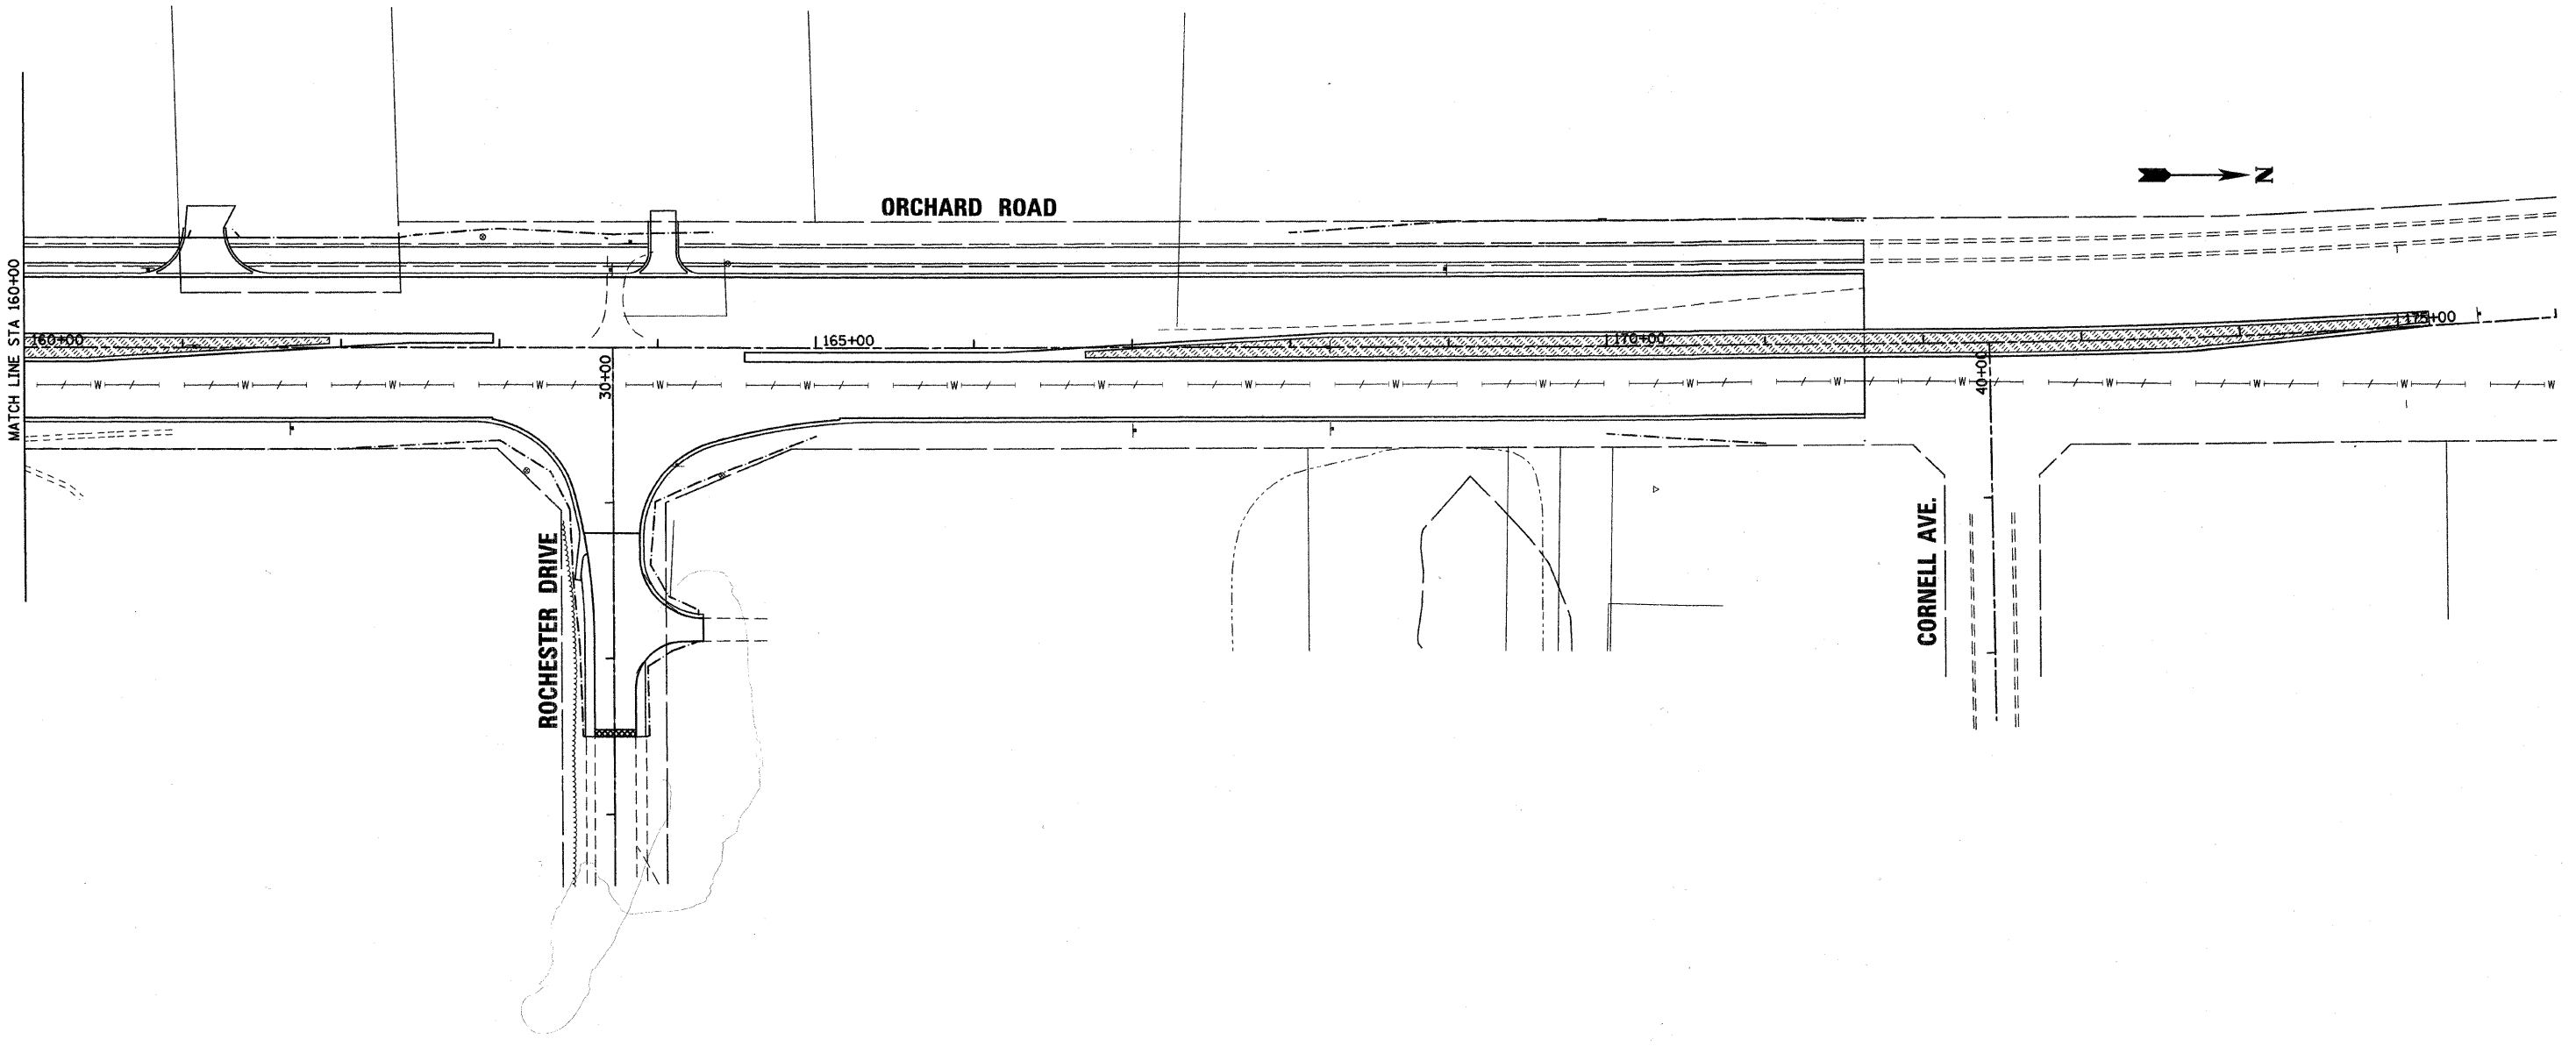 ORCHARD ROAD
N
MATCH LINE STA 160+00
160+00
165+00
170+00
175+00
30+00
40+00
W W W W W W W W W W W W W W W W W W
ROCHESTER DRIVE
CORNELL AVE.